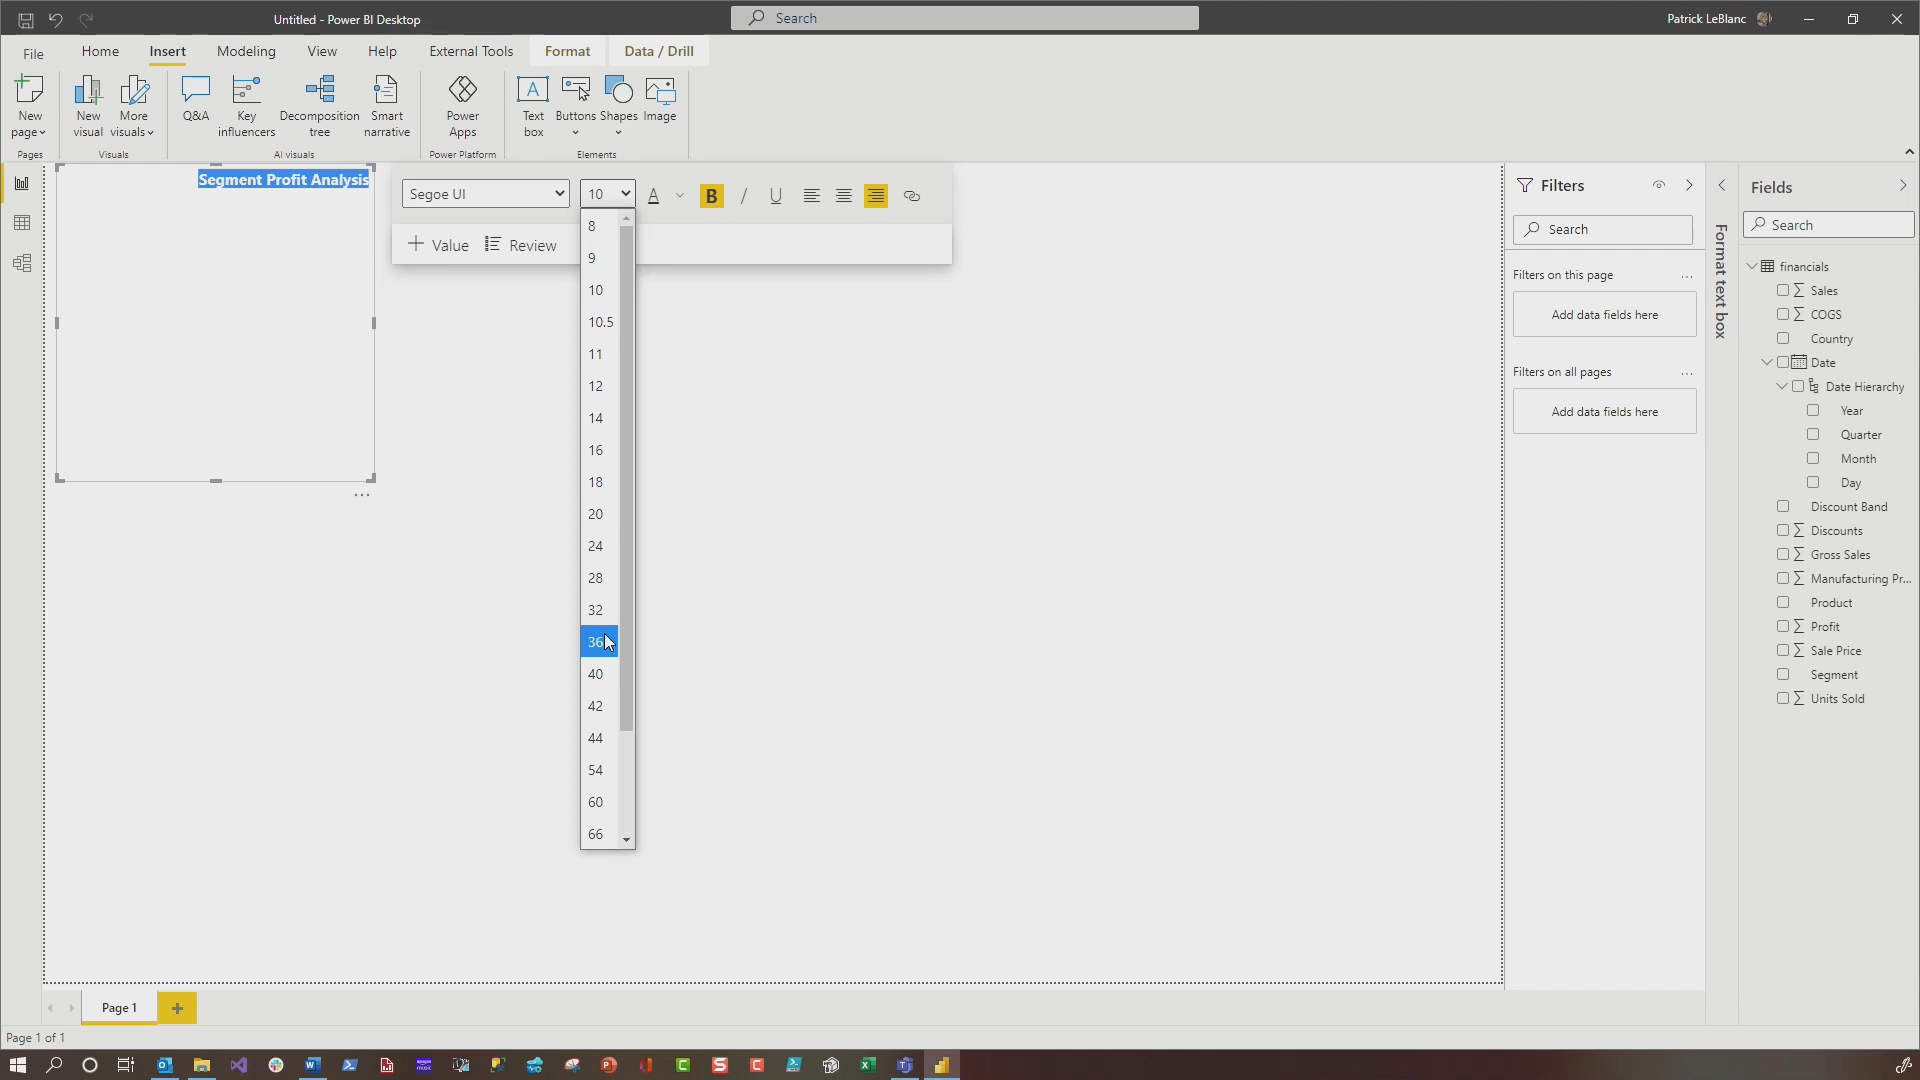 Untitled - Power BI Desktop
Search
Patrick LeBlanc
File
Home
Insert
Modeling
View
Help
External Tools
Format
Data / Drill
New page
New visual
More visuals
Q&A
Key influencers
Decomposition tree
Smart narrative
Power Apps
Text box
Buttons
Shapes
Image
Pages
Visuals
AI visuals
Power Platform
Elements
Segment Profit Analysis
Segoe UI
10
A
B
/
U
Value
Review
8
9
10
10.5
11
12
14
16
18
20
24
28
32
36
40
42
44
54
60
66
Filters
Search
Filters on this page
...
Add data fields here
Filters on all pages
...
Add data fields here
Format text box
Fields
Search
financials
Sales
COGS
Country
Date
Date Hierarchy
Year
Quarter
Month
Day
Discount Band
Discounts
Gross Sales
Manufacturing Pr...
Product
Profit
Sale Price
Segment
Units Sold
Page 1
Page 1 of 1